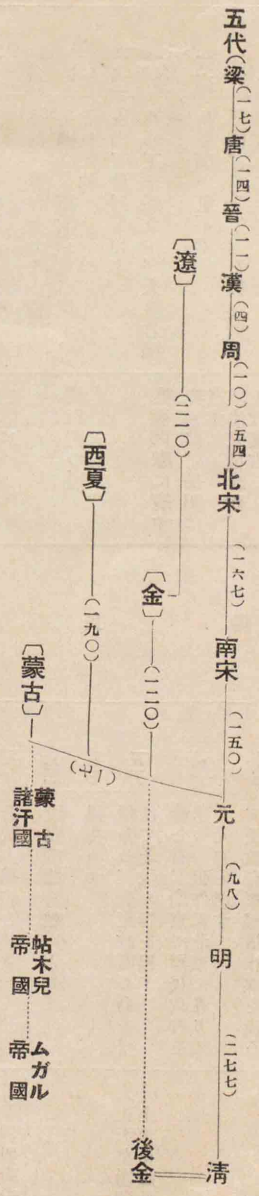 五代(梁(一七)唐(一四)晉(一一)漢(四)周(一〇)(五四)北宋(一六七)南宋(一五〇)元(九八)明(二七七)淸
〔遼〕(二一〇)
〔金〕(一二〇)後金
〔西夏〕(一九〇)
〔蒙古〕
蒙古
諸汗國
帖木兒
帝國
ムガル
帝國